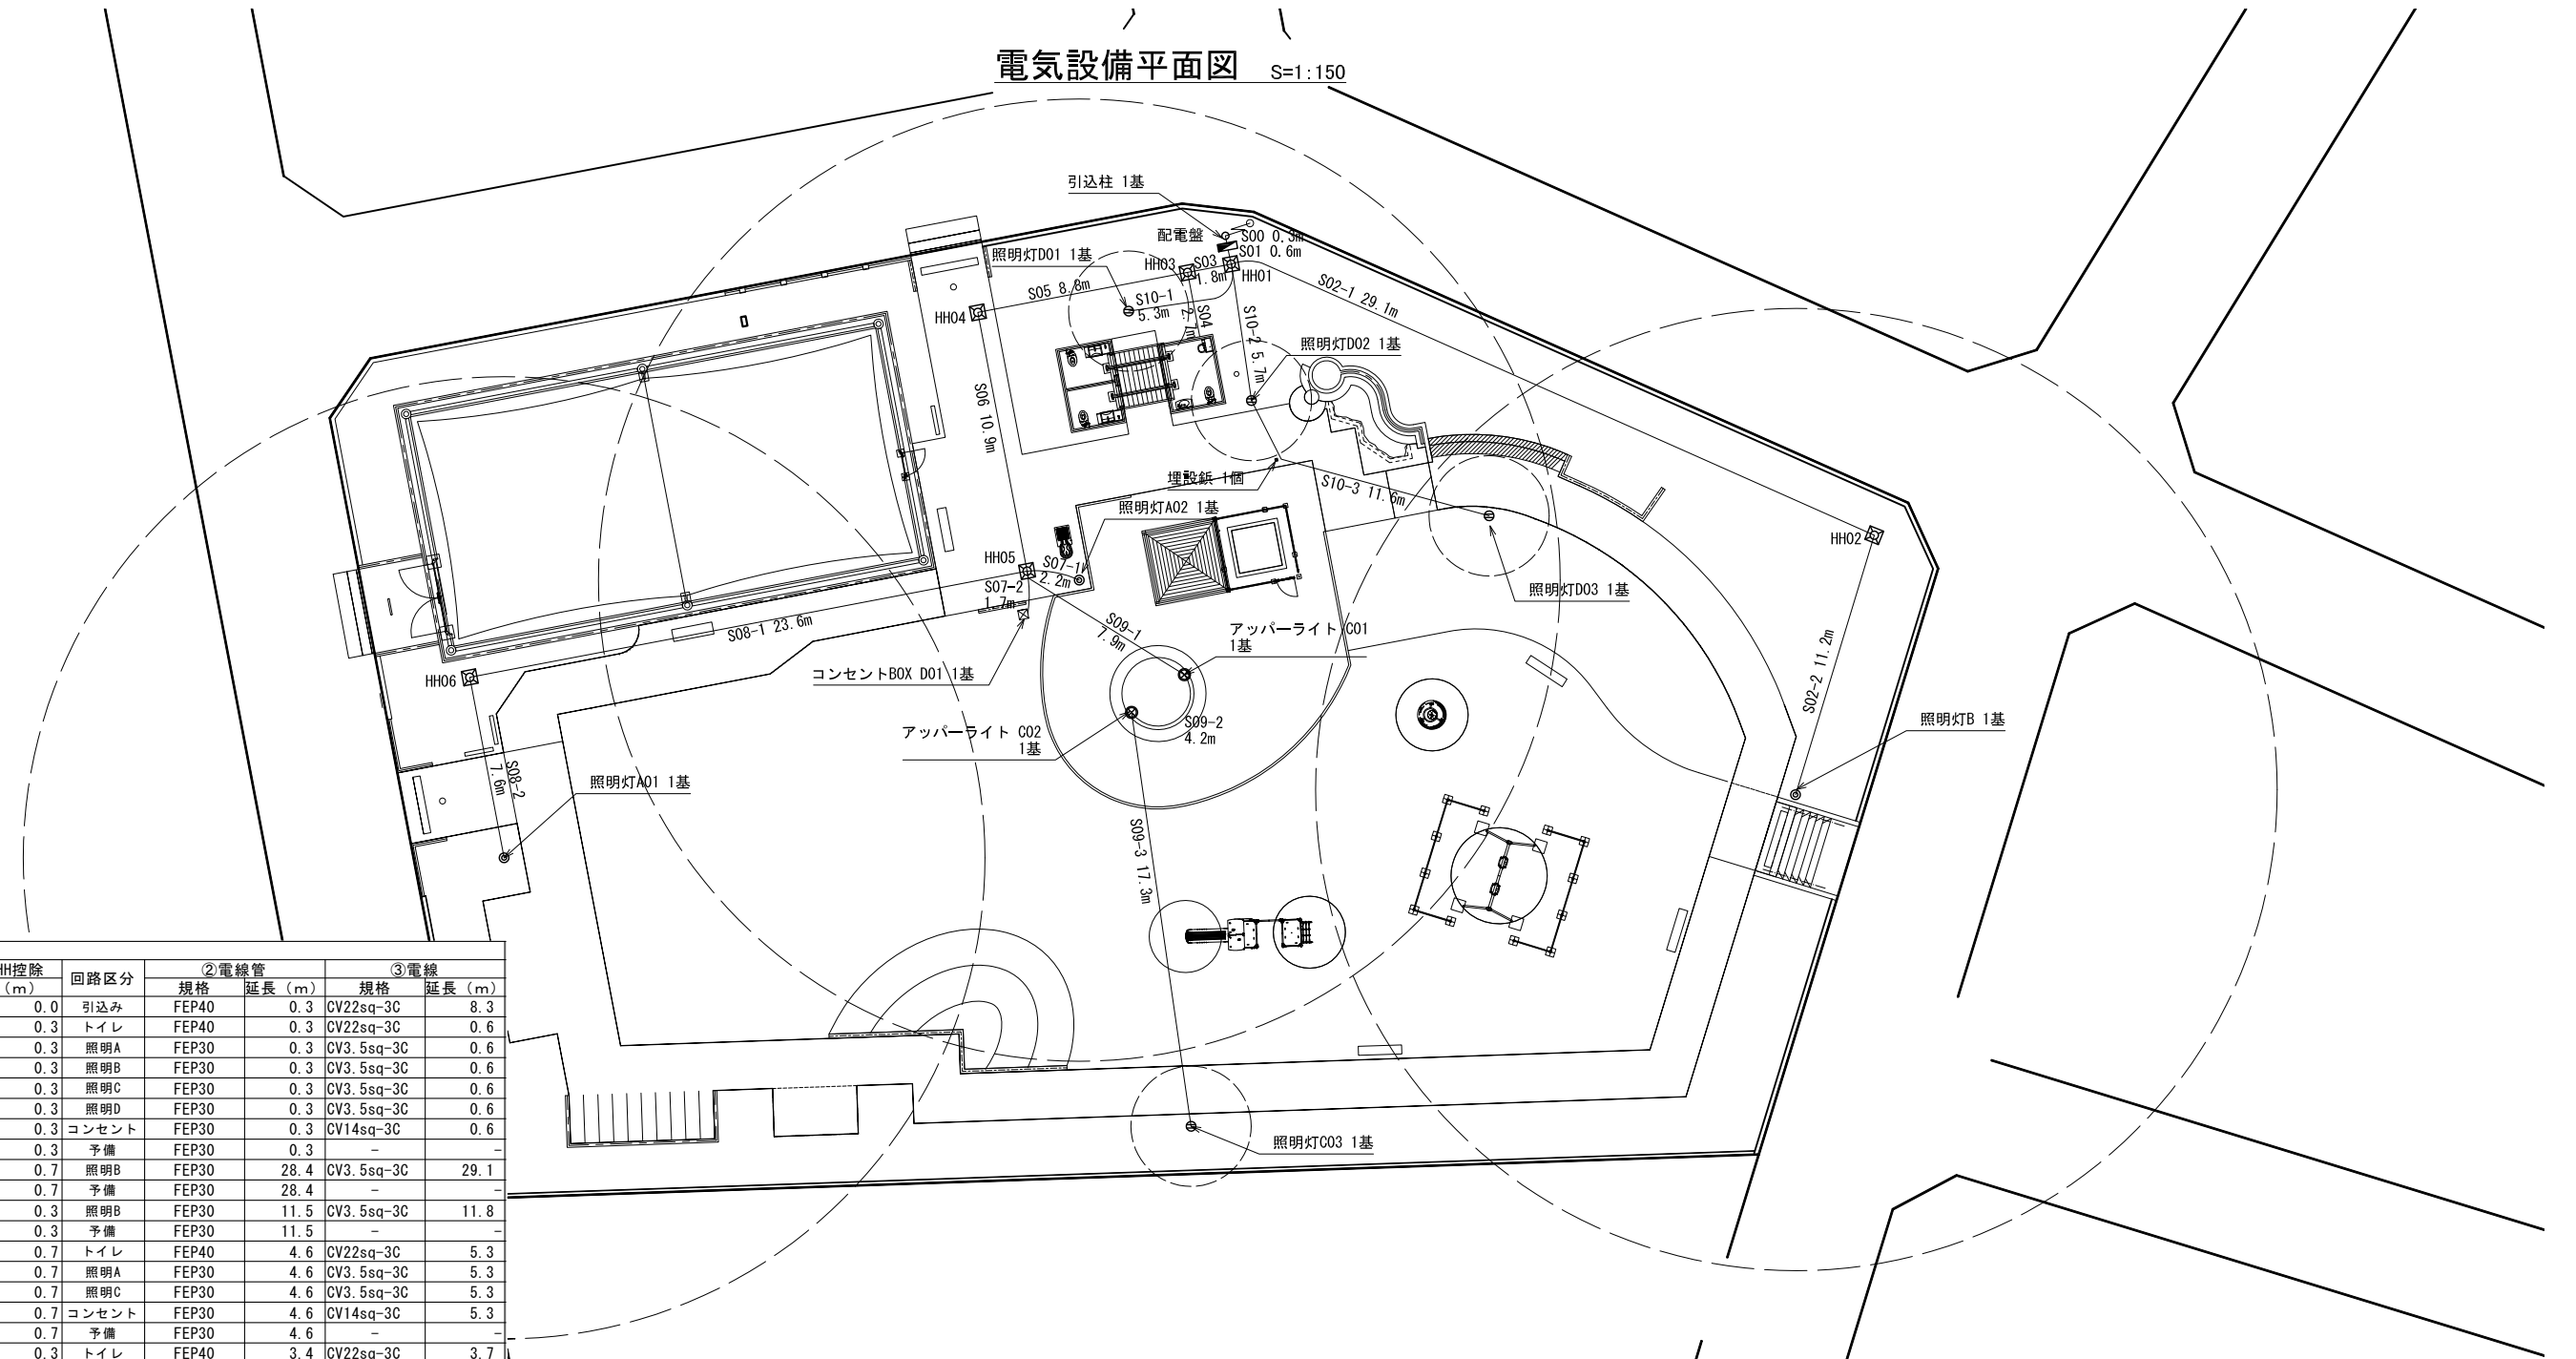 電気設備平面図 S=1:150
引込柱 1基
配電盤
S00 0.3m
S01 0.6m
照明灯D01 1基
HH03
S03
1.8m
HH01
S02-1 29.1m
S05 8.8m
S10-1
5.3m
S04
2.7m
S10-2 5.7m
HH04
照明灯D02 1基
S06 10.9m
埋設鋲 1個
S10-3 11.6m
照明灯A02 1基
HH02
HH05
S07-1
2.2m
S07-2
1.7m
照明灯D03 1基
S08-1 23.6m
S09-1
7.9m
アッパーライト C01
1基
S02-2 11.2m
HH06
コンセントBOX D01 1基
アッパーライト C02
1基
S09-2
4.2m
照明灯B 1基
S08-2
7.6m
照明灯A01 1基
S09-3 17.3m
照明灯C03 1基
HH控除 回路区分 ②電線管 ③電線
(m) 規格 延長 (m) 規格 延長 (m)
0.0 引込み FEP40 0.3 CV22sq-3C 8.3
0.3 トイレ FEP40 0.3 CV22sq-3C 0.6
0.3 照明A FEP30 0.3 CV3.5sq-3C 0.6
0.3 照明B FEP30 0.3 CV3.5sq-3C 0.6
0.3 照明C FEP30 0.3 CV3.5sq-3C 0.6
0.3 照明D FEP30 0.3 CV3.5sq-3C 0.6
0.3 コンセント FEP30 0.3 CV14sq-3C 0.6
0.3 予備 FEP30 0.3 - -
0.7 照明B FEP30 28.4 CV3.5sq-3C 29.1
0.7 予備 FEP30 28.4 - -
0.3 照明B FEP30 11.5 CV3.5sq-3C 11.8
0.3 予備 FEP30 11.5 - -
0.7 トイレ FEP40 4.6 CV22sq-3C 5.3
0.7 照明A FEP30 4.6 CV3.5sq-3C 5.3
0.7 照明C FEP30 4.6 CV3.5sq-3C 5.3
0.7 コンセント FEP30 4.6 CV14sq-3C 5.3
0.7 予備 FEP30 4.6 - -
0.3 トイレ FEP40 3.4 CV22sq-3C 3.7